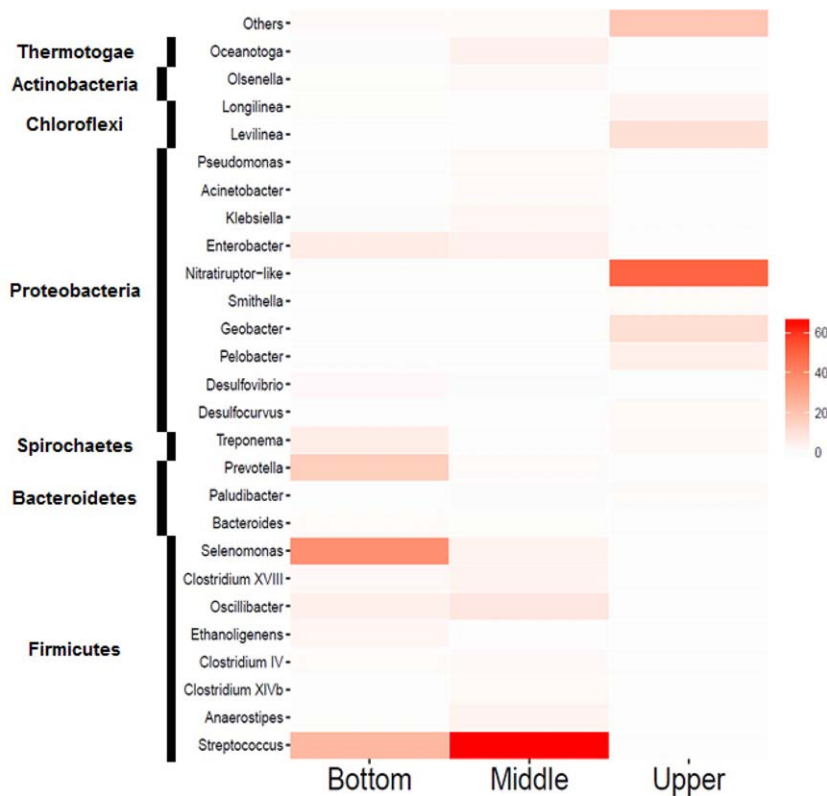 Others
Thermotogae
Oceanotoga
Actinobacteria
Olsenella
Chloroflexi
Longilinea
Levilinea
Proteobacteria
Pseudomonas
Acinetobacter
Klebsiella
Enterobacter
Nitratiruptor-like
Smithella
Geobacter
Pelobacter
Desulfovibrio
Desulfocurvus
Spirochaetes
Treponema
Bacteroidetes
Prevotella
Paludibacter
Bacteroides
Firmicutes
Selenomonas
Clostridium XVIII
Oscillibacter
Ethanoligenens
Clostridium IV
Clostridium XIVb
Anaerostipes
Streptococcus
Bottom Middle Upper
60
40
20
0